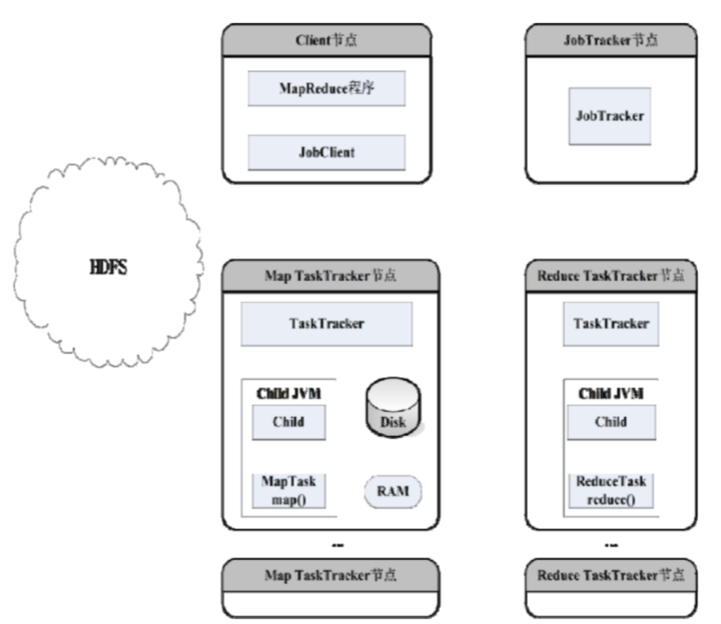 Client节点
MapReduce程序
JobClient
JobTracker节点
JobTracker
HDFS
Map TaskTracker节点
TaskTracker
Child JVM
Child
MapTask
map()
Disk
RAM
...
Map TaskTracker节点
Reduce TaskTracker节点
TaskTracker
Child JVM
Child
ReduceTask
reduce()
...
Reduce TaskTracker节点